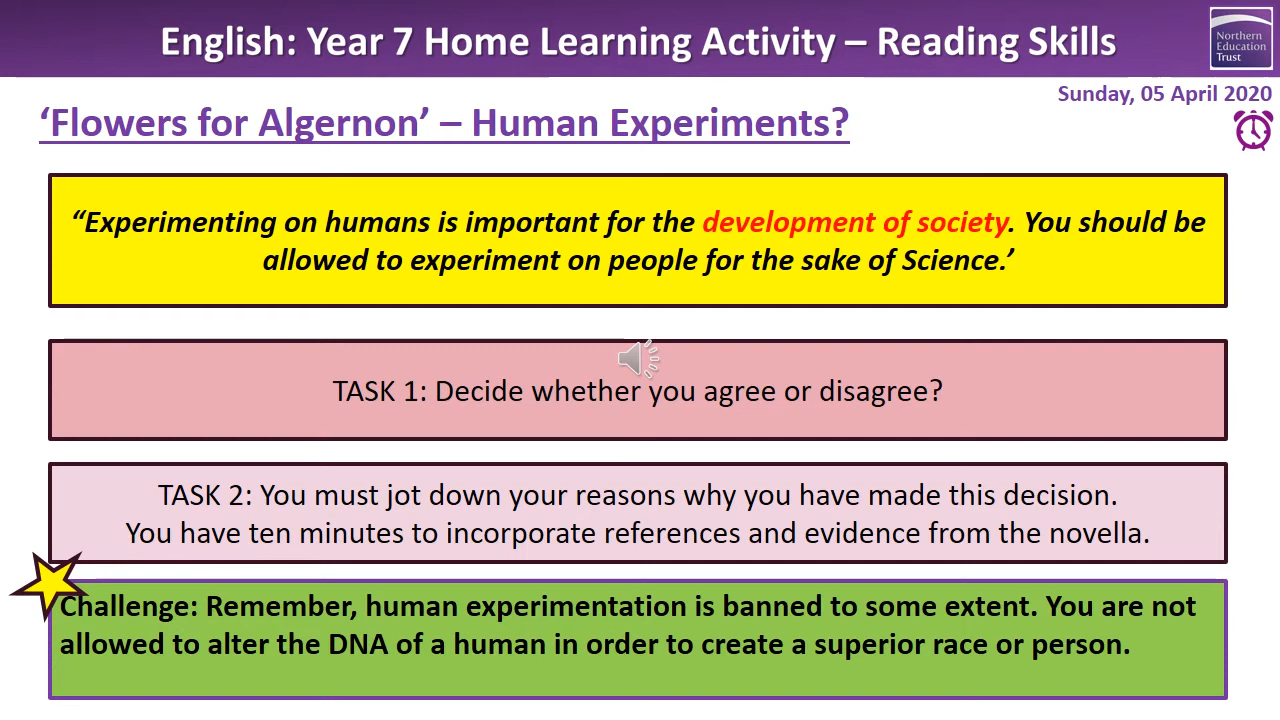 English: Year 7 Home Learning Activity – Reading Skills
Northern
Education
Trust
Sunday, 05 April 2020
‘Flowers for Algernon’ – Human Experiments?
“Experimenting on humans is important for the development of society. You should be
allowed to experiment on people for the sake of Science.’
TASK 1: Decide whether you agree or disagree?
TASK 2: You must jot down your reasons why you have made this decision.
You have ten minutes to incorporate references and evidence from the novella.
Challenge: Remember, human experimentation is banned to some extent. You are not
allowed to alter the DNA of a human in order to create a superior race or person.